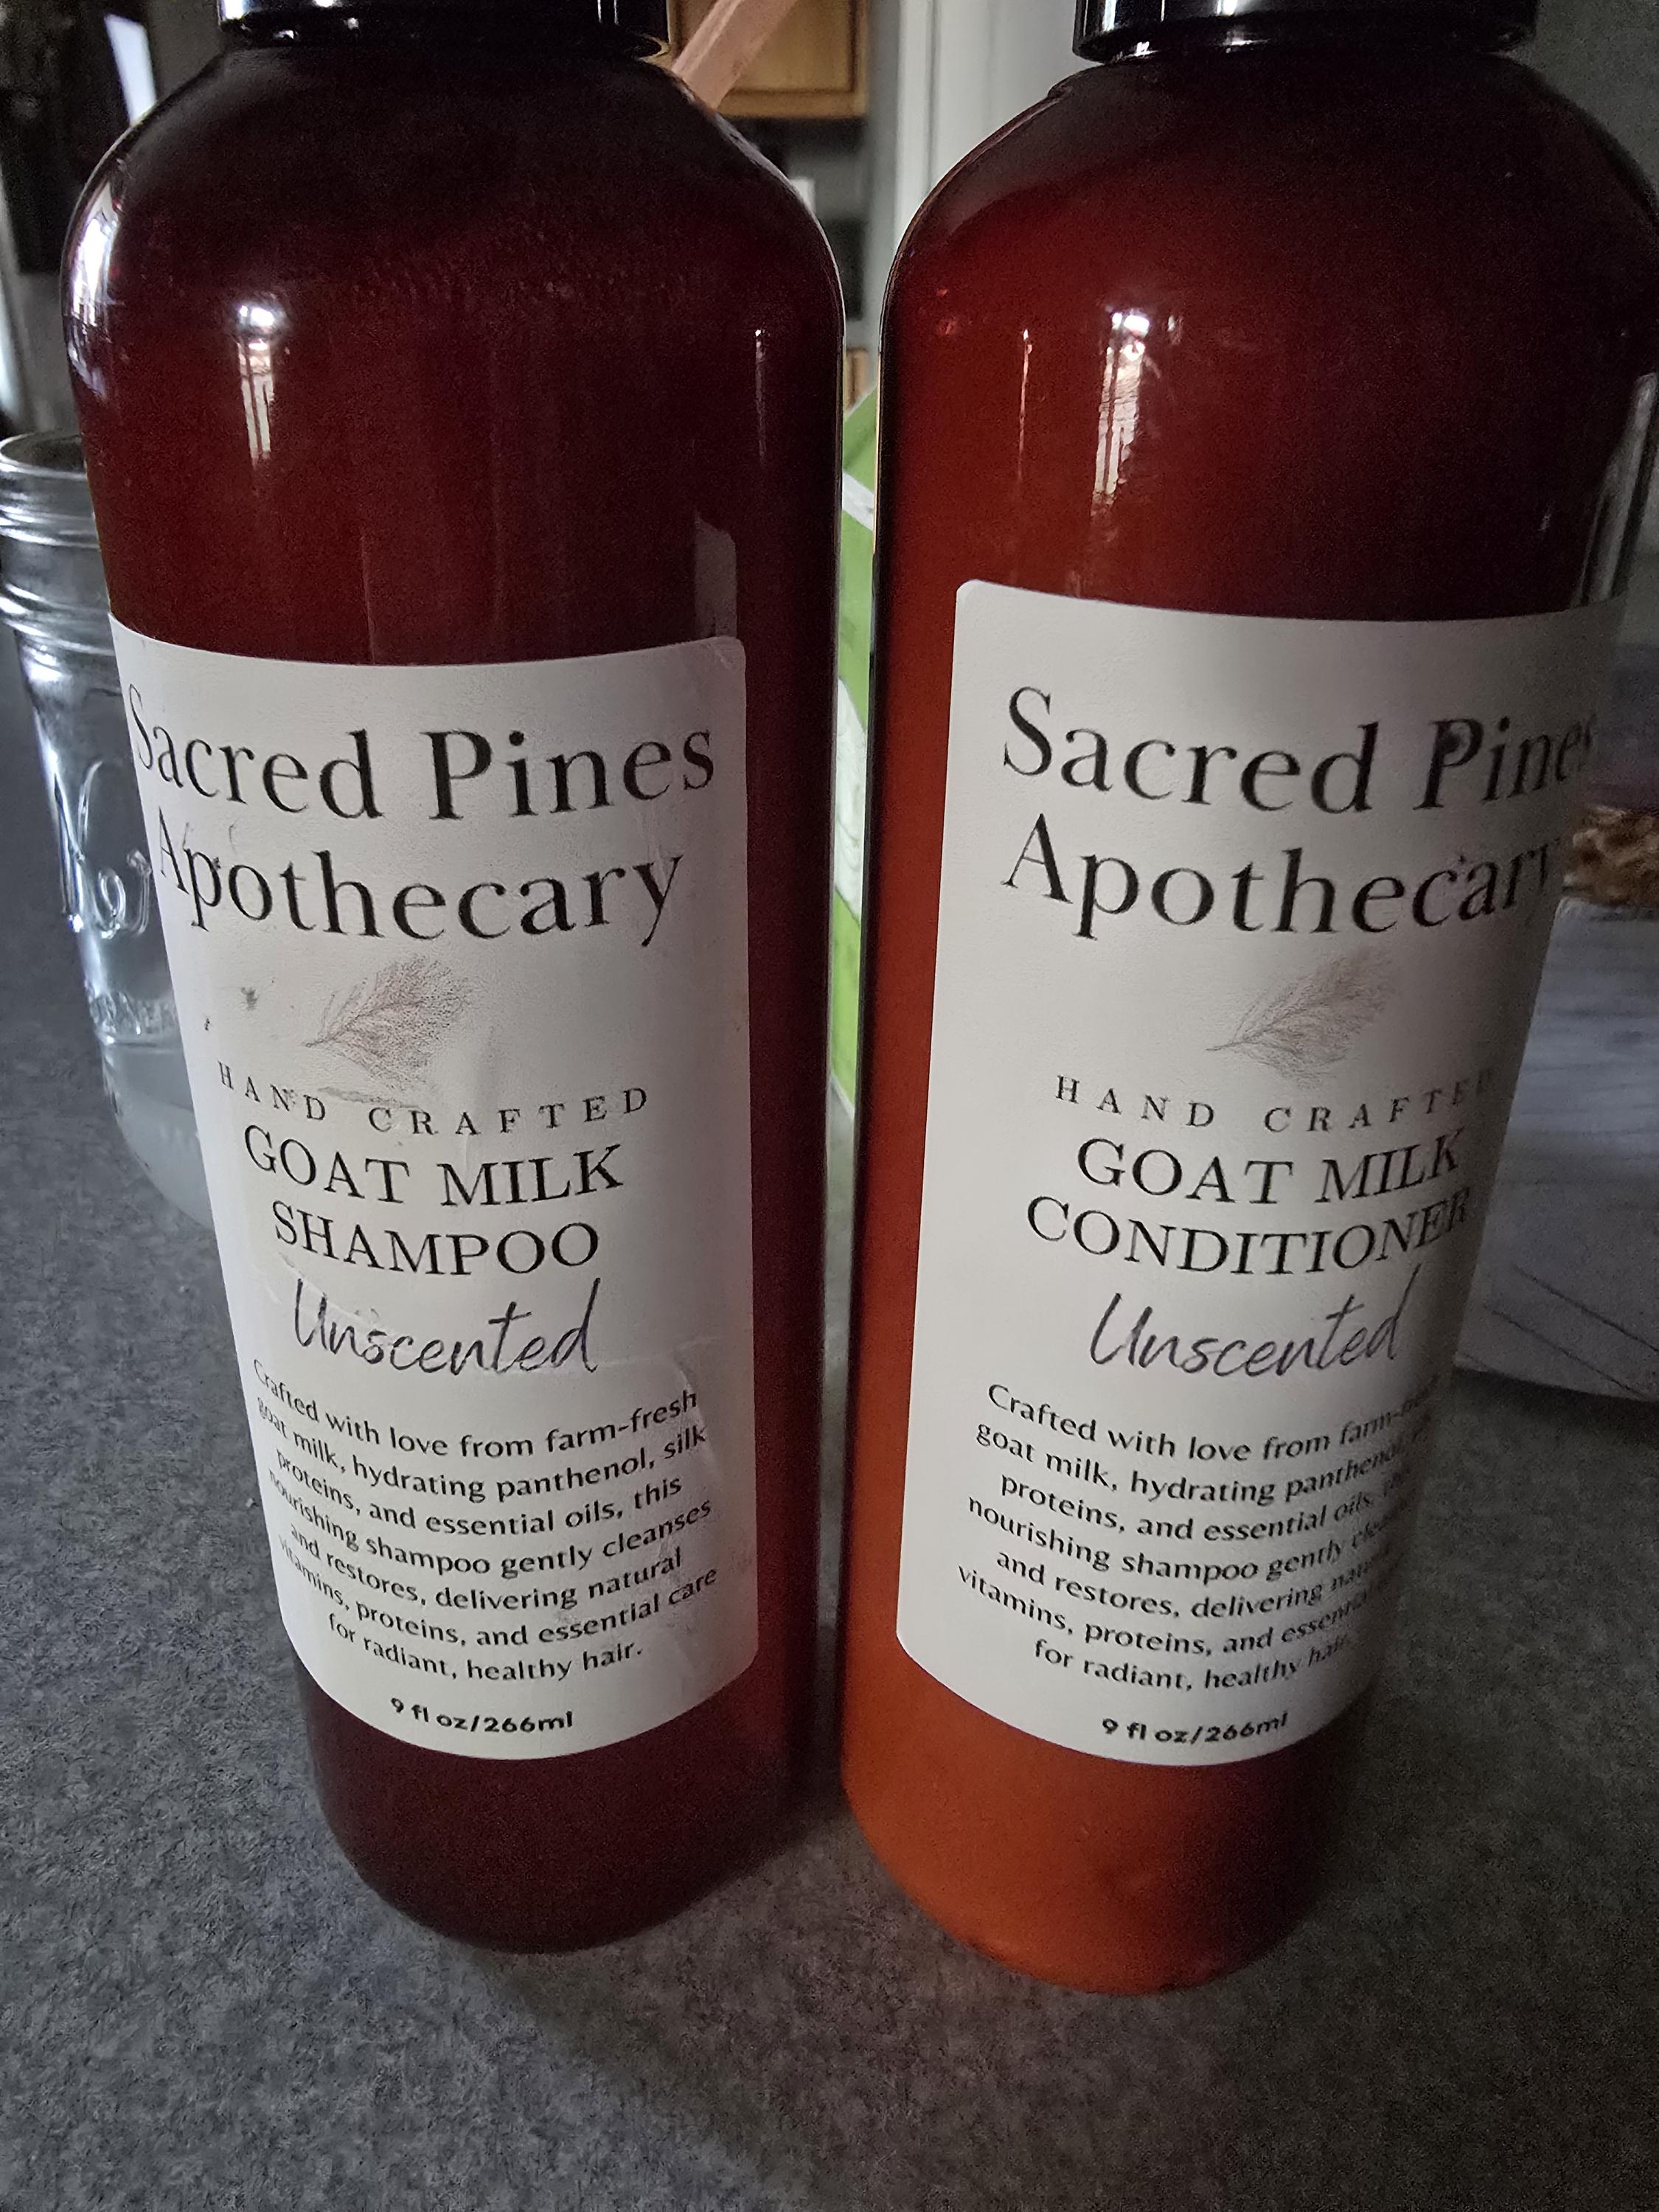 Sacred Pines
Apothecary
HAND CRAFTED
GOAT MILK
SHAMPOO
Unscented
Crafted with love from farm-fresh
goat milk, hydrating panthenol, silk
proteins, and essential oils, this
nourishing shampoo gently cleanses
and restores, delivering natural
vitamins, proteins, and essential care
for radiant, healthy hair.
9 fl oz/266ml
Sacred Pines
Apothecary
HAND CRAFTED
GOAT MILK
CONDITIONER
Unscented
Crafted with love from
goat milk, hydrating panthenol,
proteins, and essential oils,
nourishing shampoo gently
and restores, delivering
vitamins, proteins, and
for radiant, healthy hair.
9 fl oz/266ml